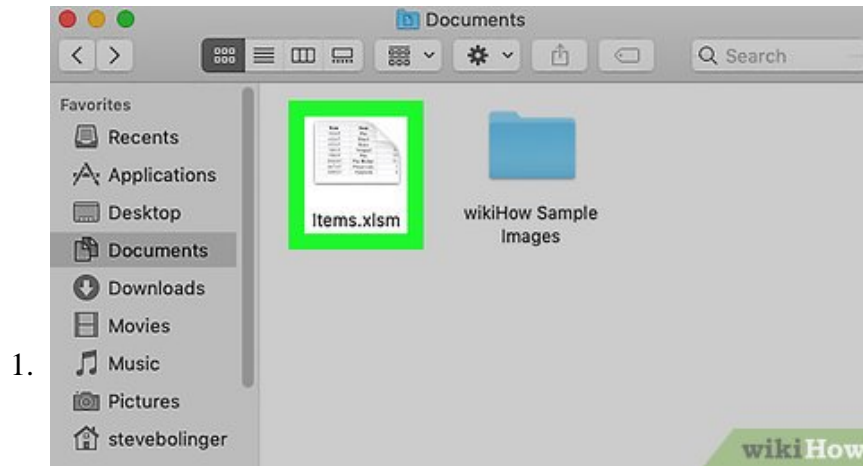 Documents
Search
Favorites
Recents
Applications
Desktop
Documents
Downloads
Movies
Music
Pictures
stevebolinger
Items.xlsm
wikiHow Sample
Images
1.
wikiHow